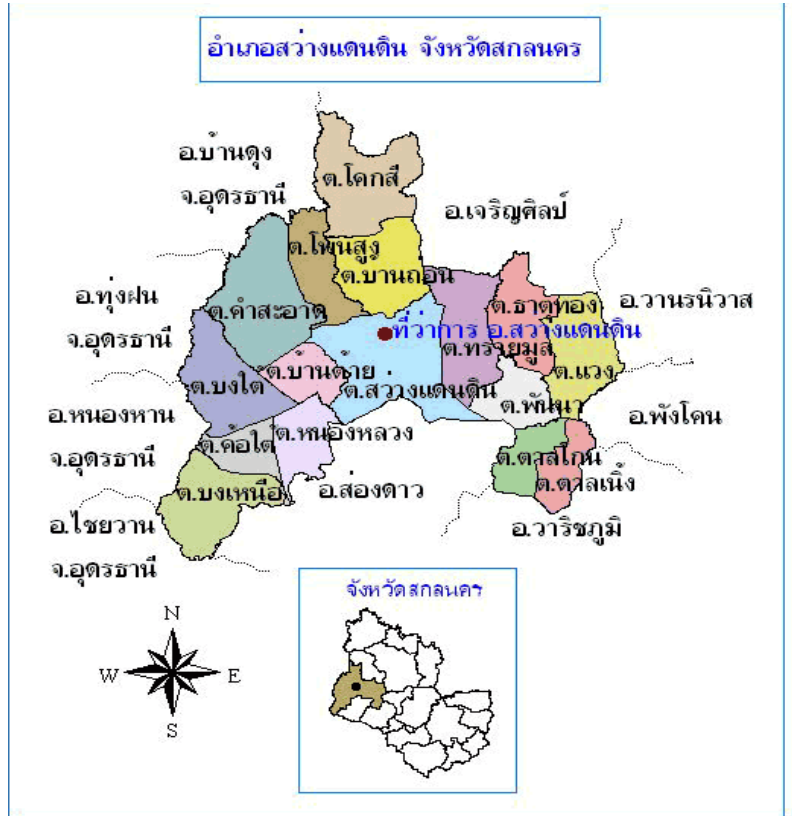 อำเภอสว่างแดนดิน จังหวัดสกลนคร
อ.บ้านดุง
จ.อุดรธานี
ต.โคกสี
อ.เจริญศิลป์
ต.โพนสูง
ต.บานถอน
อ.ทุ่งฝน
จ.อุดรธานี
ต.คำสะอาด
ต.ธาตุทอง
อ.วานรนิวาส
ที่ว่าการ อ.สว่างแดนดิน
ต.ทรายมูล
ต.บงใต้
ต.บ้านต้าย
ต.สว่างแดนดิน
ต.แวง
ต.พันนา
อ.หนองหาน
จ.อุดรธานี
ต.ค้อใต้
ต.หนองหลวง
อ.พังโคน
ต.ตาลโกน
ต.ตาลเนิ้ง
ต.บงเหนือ
อ.ส่องดาว
อ.วาริชภูมิ
อ.ไชยวาน
จ.อุดรธานี
จังหวัดสกลนคร
N
W
E
S